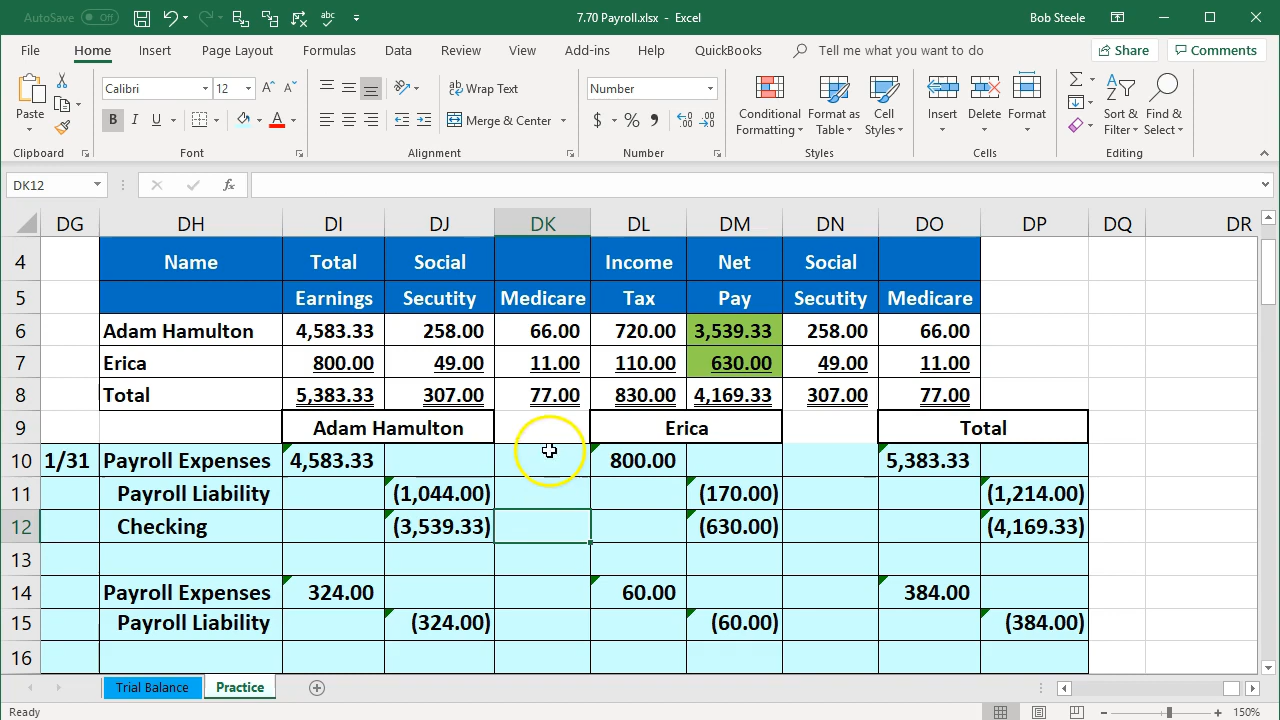 AutoSave Off 7.70 Payroll.xlsx - Excel Bob Steele
File Home Insert Page Layout Formulas Data Review View Add-ins Help QuickBooks Tell me what you want to do Share Comments
Paste Calibri 12 B I U A Wrap Text Merge & Center Number $ % Conditional Formatting Format as Table Cell Styles Insert Delete Format Sort & Filter Find & Select
Clipboard Font Alignment Number Styles Cells Editing
DK12 fx
DG DH DI DJ DK DL DM DN DO DP DQ DR
4 Name Total Social Income Net Social
5 Earnings Secutity Medicare Tax Pay Secutity Medicare
6 Adam Hamulton 4,583.33 258.00 66.00 720.00 3,539.33 258.00 66.00
7 Erica 800.00 49.00 11.00 110.00 630.00 49.00 11.00
8 Total 5,383.33 307.00 77.00 830.00 4,169.33 307.00 77.00
9 Adam Hamulton Erica Total
10 1/31 Payroll Expenses 4,583.33 800.00 5,383.33
11 Payroll Liability (1,044.00) (170.00) (1,214.00)
12 Checking (3,539.33) (630.00) (4,169.33)
13
14 Payroll Expenses 324.00 60.00 384.00
15 Payroll Liability (324.00) (60.00) (384.00)
16
Trial Balance Practice
Ready 150%